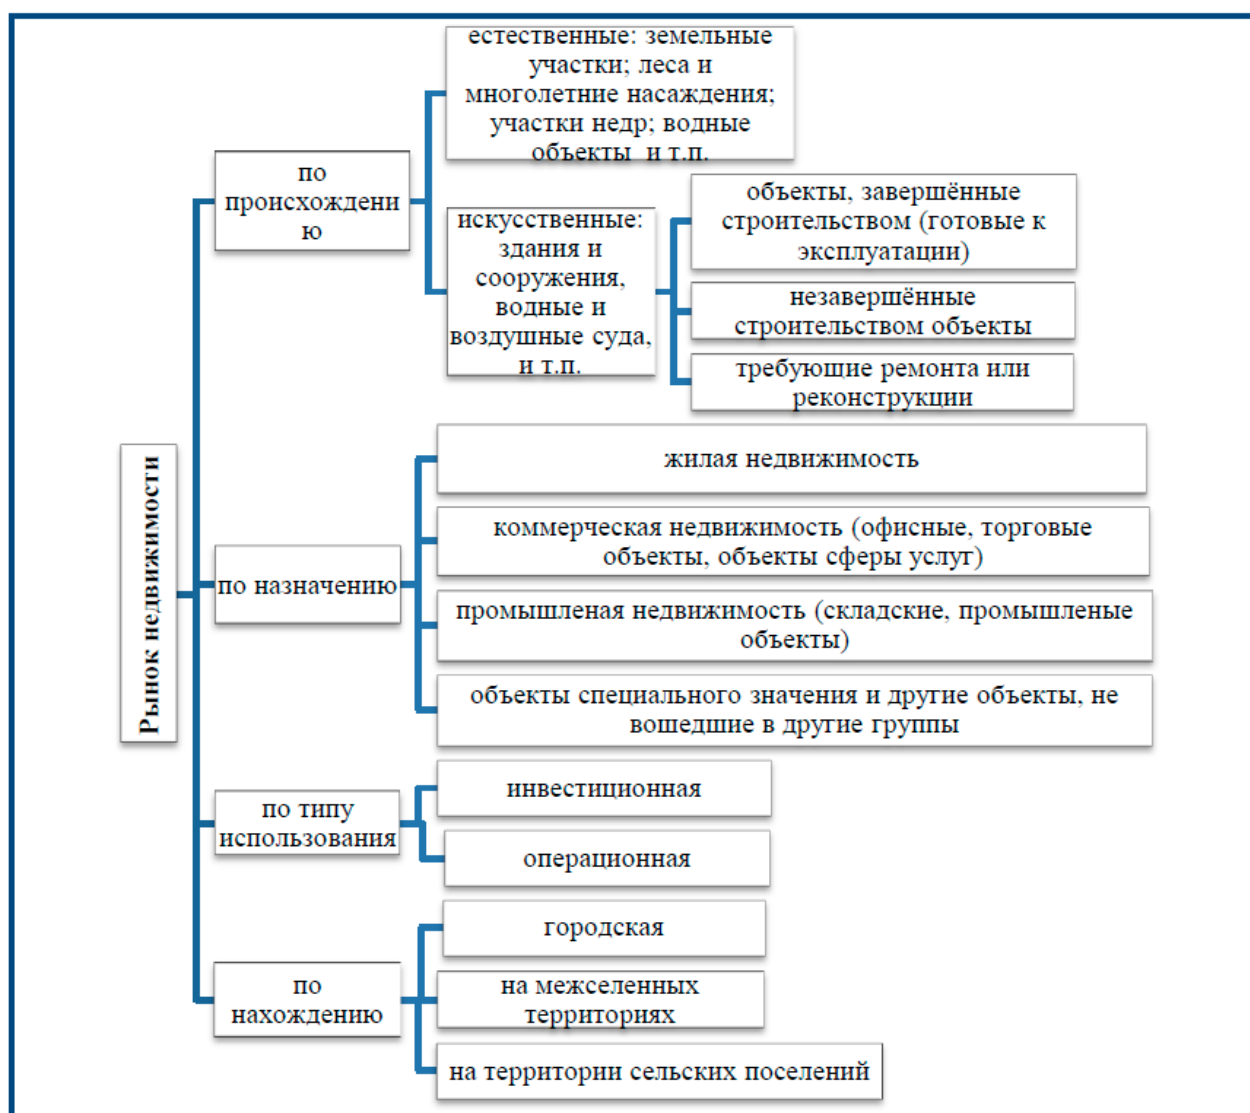 естественные: земельные
участки; леса и
многолетние насаждения;
участки недр; водные
объекты и т.п.
по
происхождени
ю
искусственные:
здания и
сооружения,
водные и
воздушные суда,
и т.п.
объекты, завершённые
строительством (готовые к
эксплуатации)
незавершённые
строительством объекты
требующие ремонта или
реконструкции
Рынок недвижимости
по назначению
жилая недвижимость
коммерческая недвижимость (офисные, торговые
объекты, объекты сферы услуг)
промышленая недвижимость (складские, промышленые
объекты)
объекты специального значения и другие объекты, не
вошедшие в другие группы
по типу
использования
инвестиционная
операционная
по
нахождению
городская
на межселенных
территориях
на территории сельских поселений